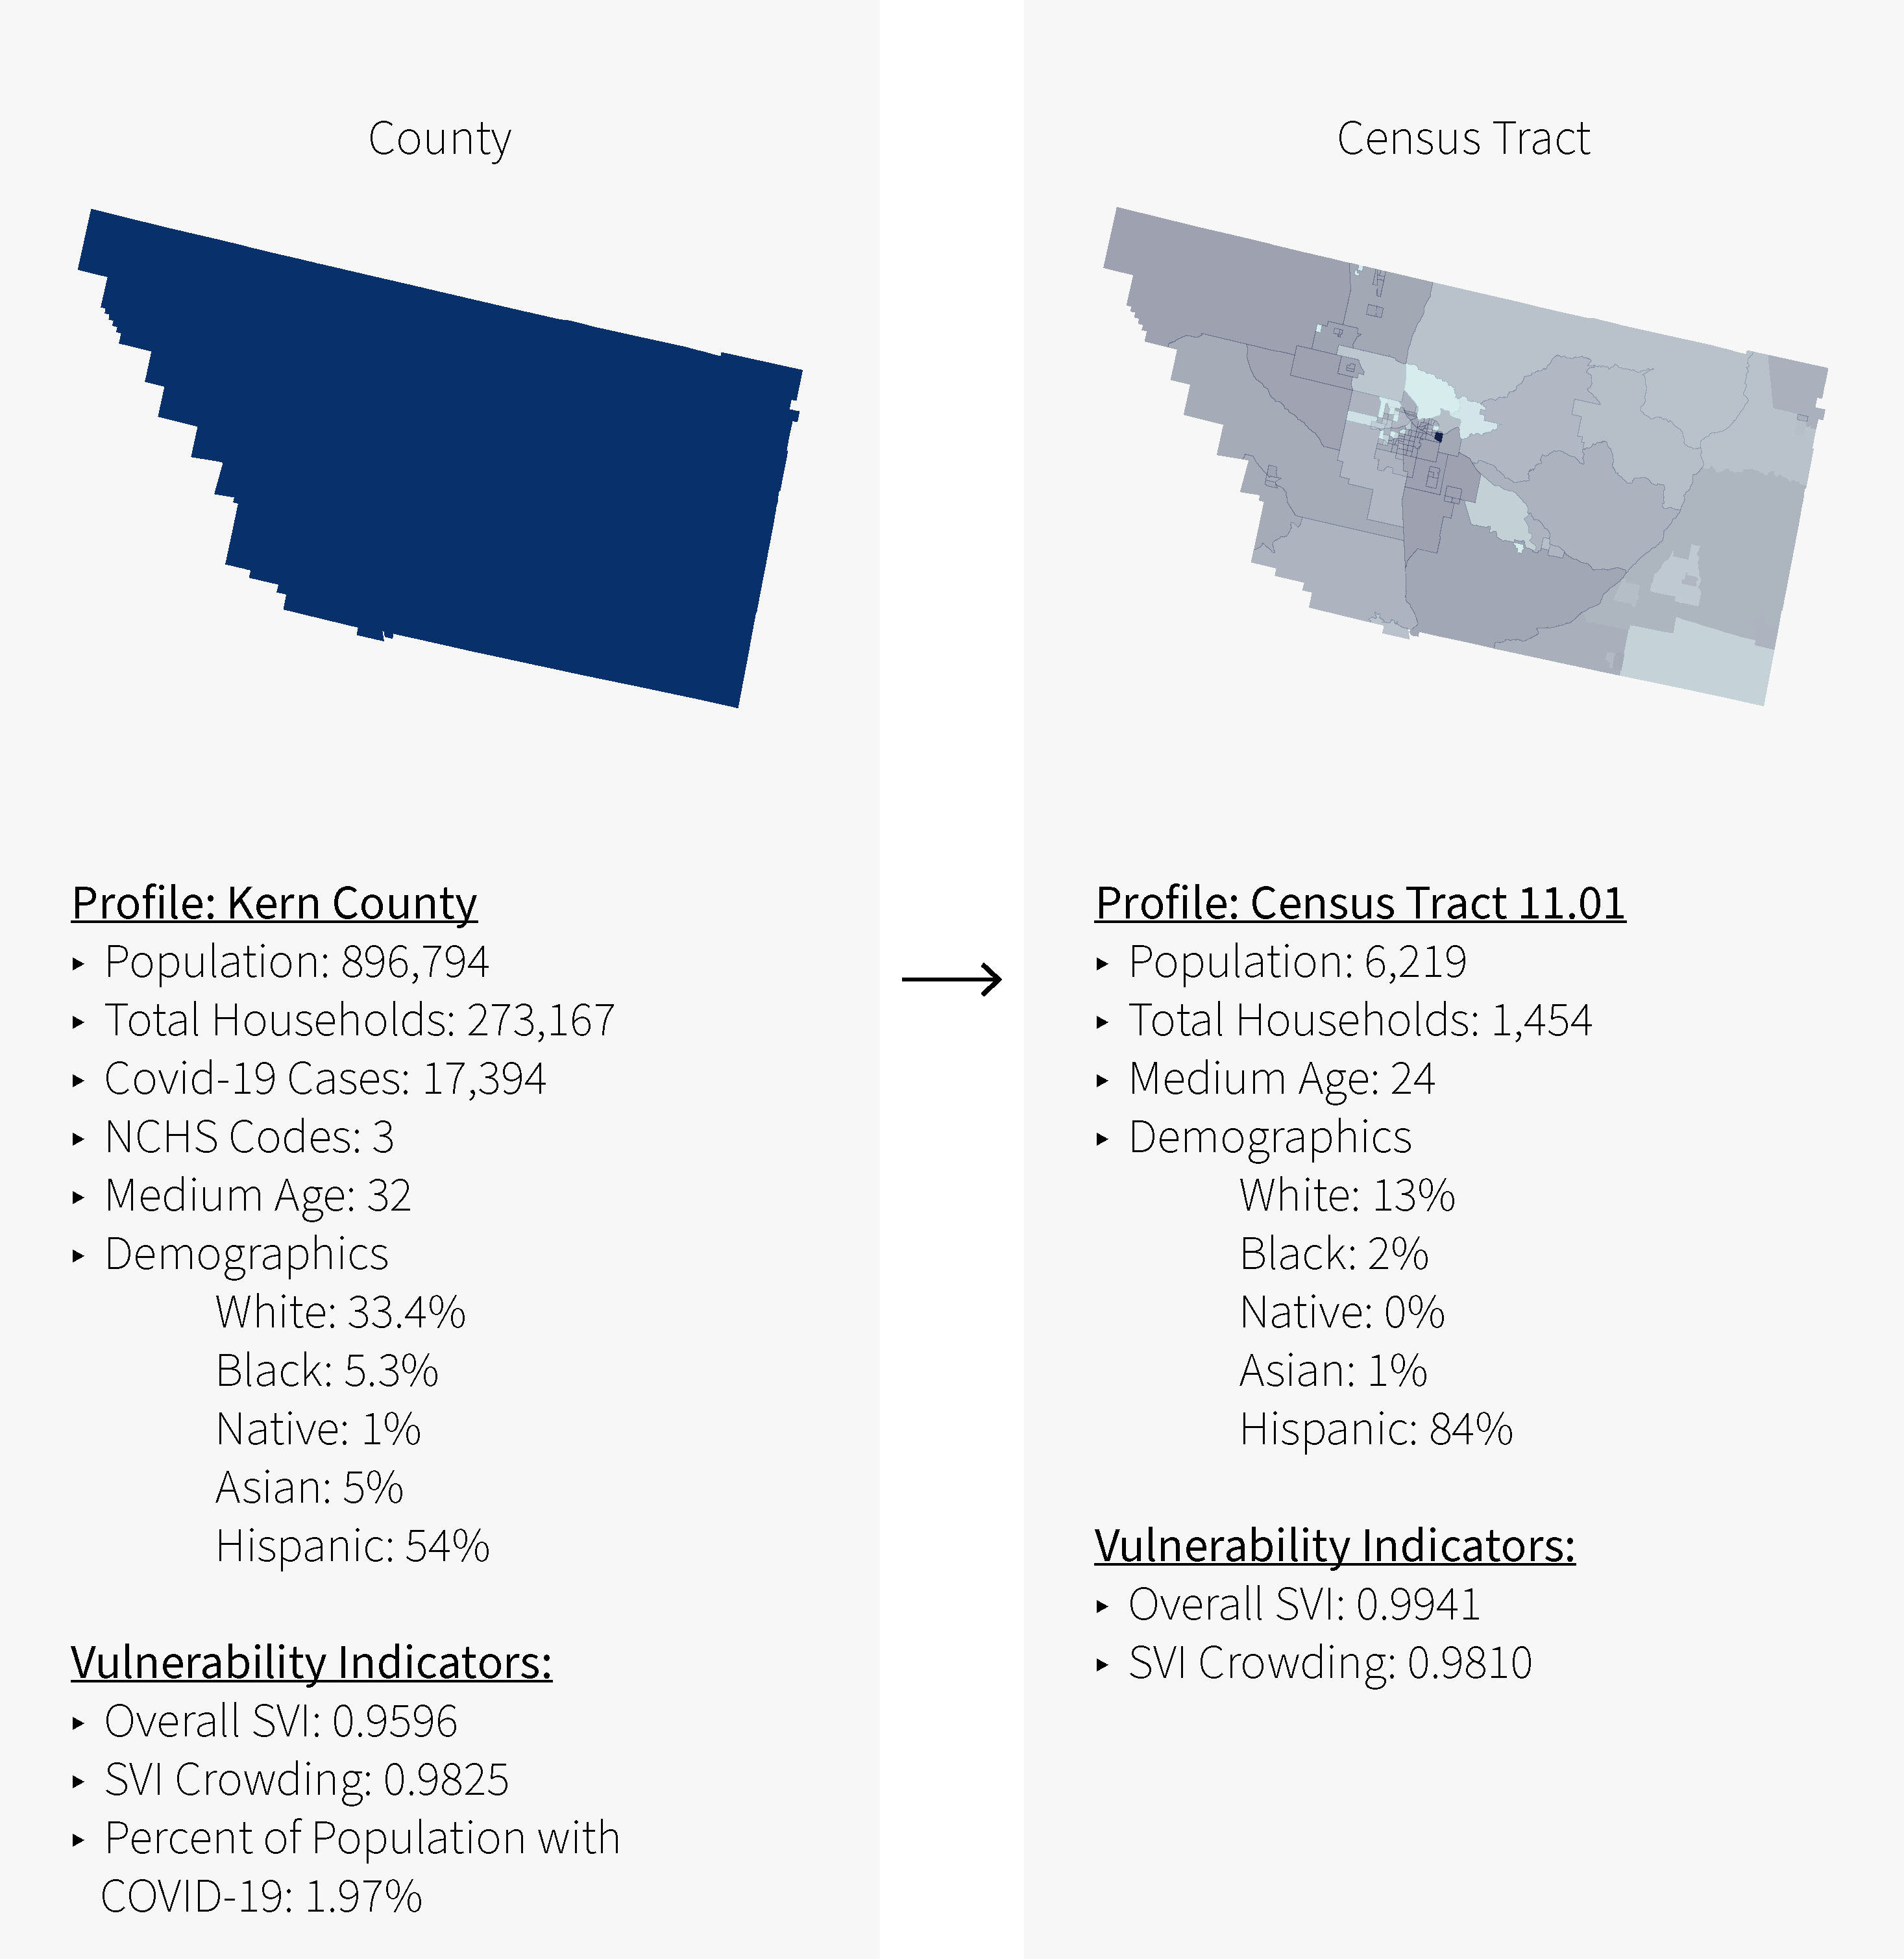 County
Profile: Kern County
‣ Population: 896,794
‣ Total Households: 273,167
‣ Covid-19 Cases: 17,394
‣ NCHS Codes: 3
‣ Medium Age: 32
‣ Demographics
White: 33.4%
Black: 5.3%
Native: 1%
Asian: 5%
Hispanic: 54%
Vulnerability Indicators:
‣ Overall SVI: 0.9596
‣ SVI Crowding: 0.9825
‣ Percent of Population with
COVID-19: 1.97%
Census Tract
Profile: Census Tract 11.01
‣ Population: 6,219
‣ Total Households: 1,454
‣ Medium Age: 24
‣ Demographics
White: 13%
Black: 2%
Native: 0%
Asian: 1%
Hispanic: 84%
Vulnerability Indicators:
‣ Overall SVI: 0.9941
‣ SVI Crowding: 0.9810